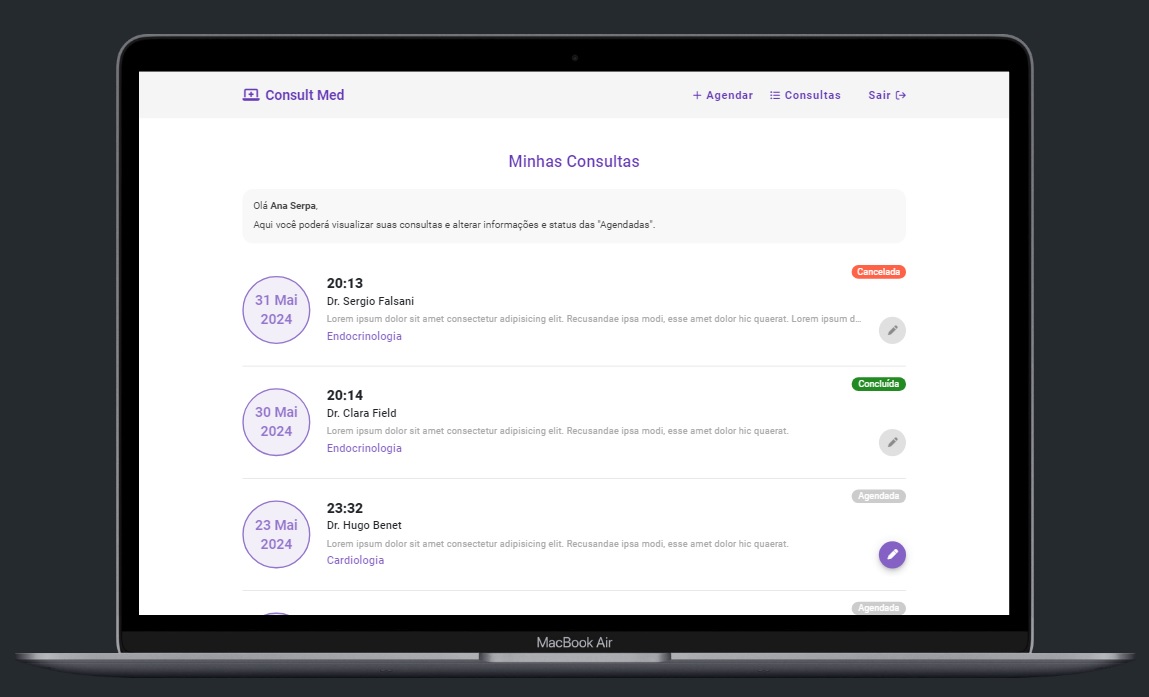 Consult Med
+ Agendar
Consultas
Sair
Minhas Consultas
Olá Ana Serpa,
Aqui você poderá visualizar suas consultas e alterar informações e status das "Agendadas".
Cancelada
31 Mai
2024
20:13
Dr. Sergio Falsani
Lorem ipsum dolor sit amet consectetur adipisicing elit. Recusandae ipsa modi, esse amet dolor hic quaerat. Lorem ipsum d...
Endocrinologia
Concluída
30 Mai
2024
20:14
Dr. Clara Field
Lorem ipsum dolor sit amet consectetur adipisicing elit. Recusandae ipsa modi, esse amet dolor hic quaerat.
Endocrinologia
Agendada
23 Mai
2024
23:32
Dr. Hugo Benet
Lorem ipsum dolor sit amet consectetur adipisicing elit. Recusandae ipsa modi, esse amet dolor hic quaerat.
Cardiologia
Agendada
MacBook Air